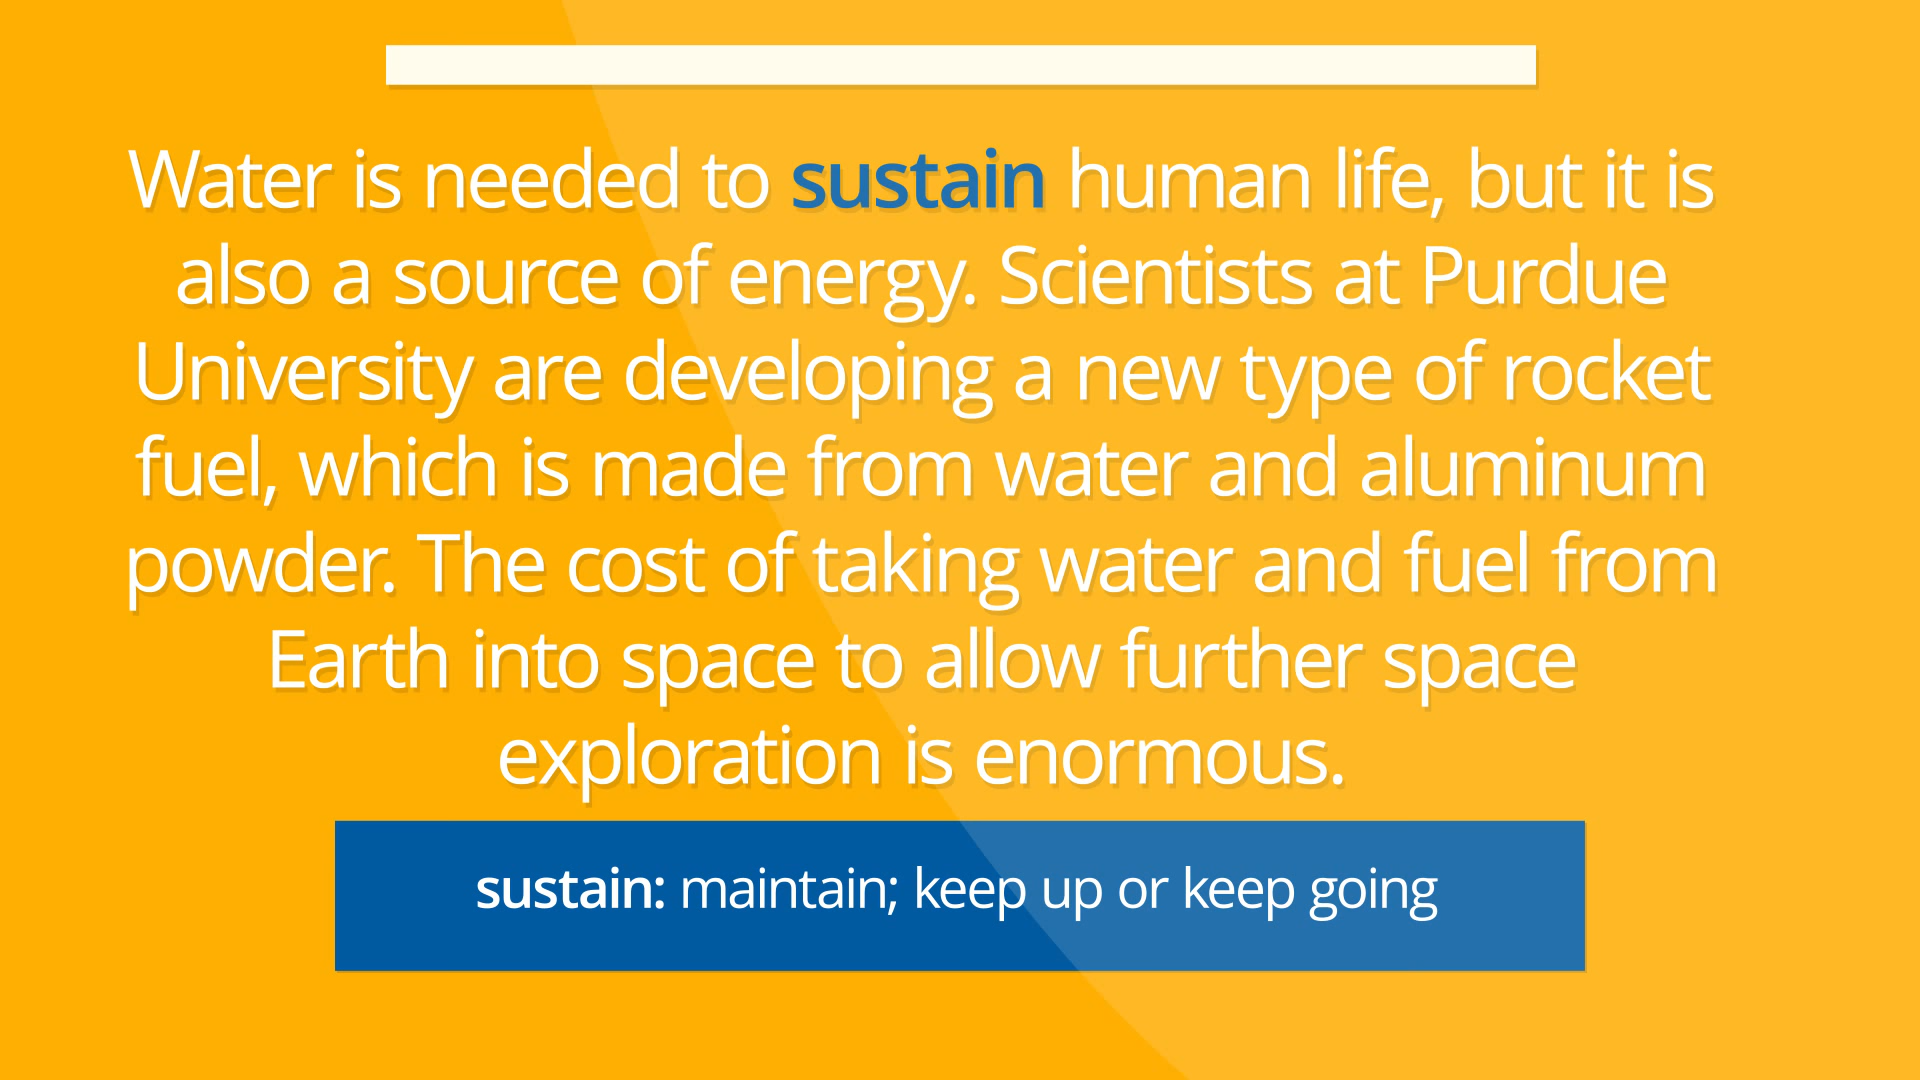 Water is needed to sustain human life, but it is
also a source of energy. Scientists at Purdue
University are developing a new type of rocket
fuel, which is made from water and aluminum
powder. The cost of taking water and fuel from
Earth into space to allow further space
exploration is enormous.
sustain: maintain; keep up or keep going